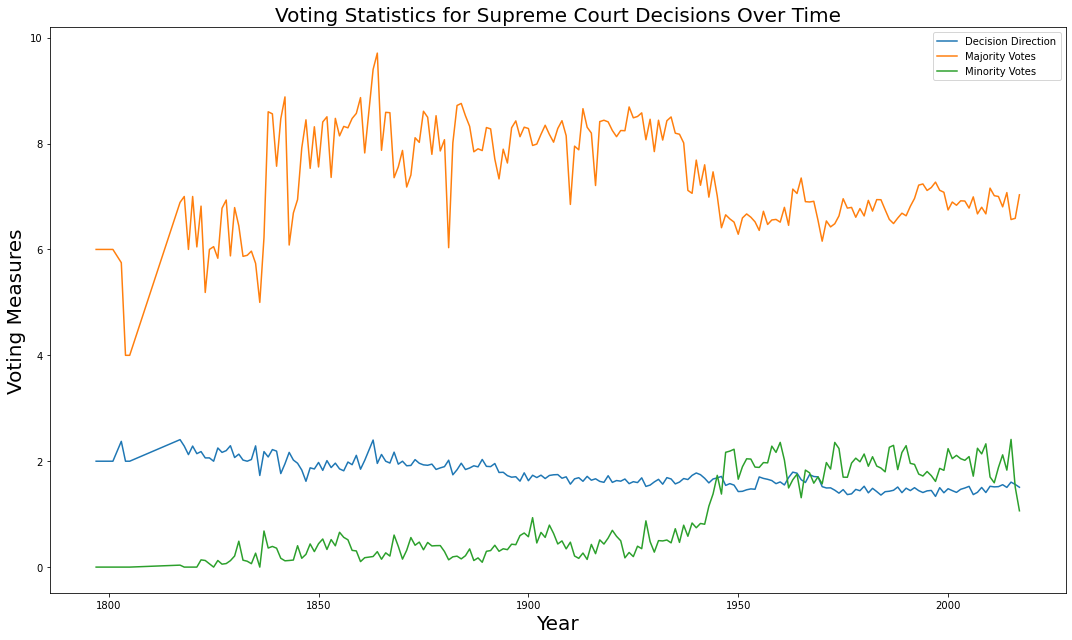 Voting Statistics for Supreme Court Decisions Over Time
Decision Direction
Majority Votes
Minority Votes
Voting Measures
10
8
6
4
2
0
1800
1850
1900
1950
2000
Year